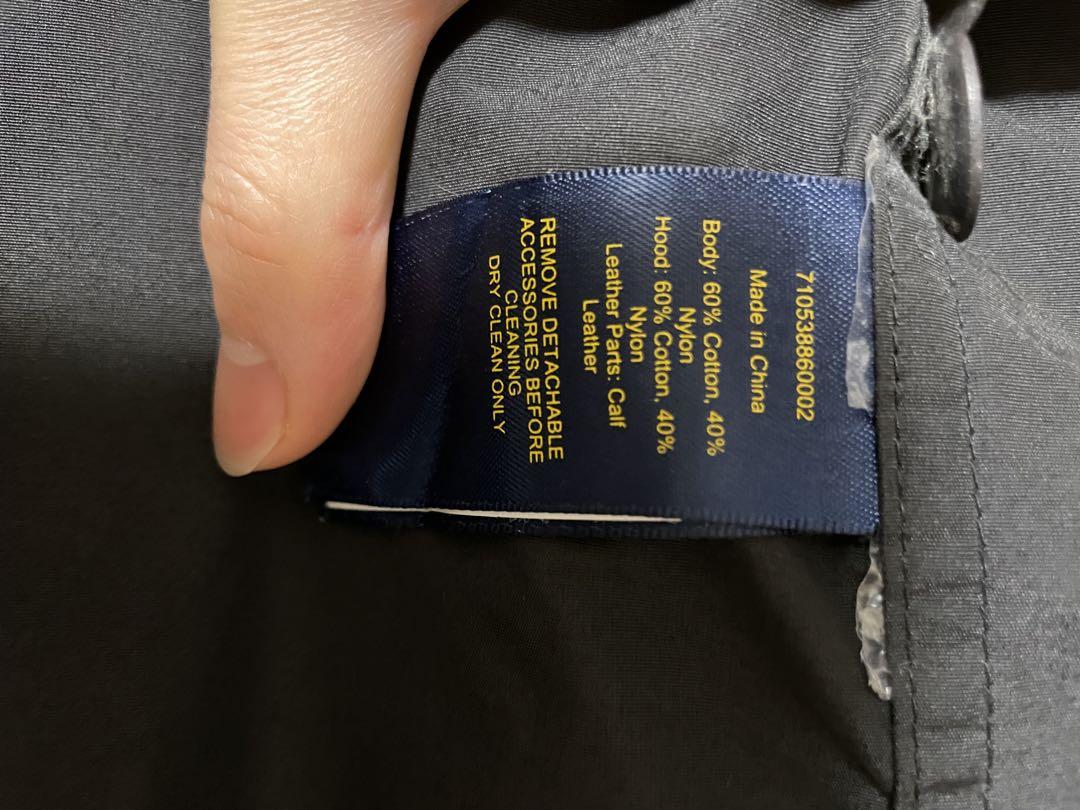 710538860002
Made in China
Body: 60% Cotton, 40%
Nylon
Hood: 60% Cotton, 40%
Nylon
Leather Parts: Calf
Leather
REMOVE DETACHABLE
ACCESSORIES BEFORE
CLEANING
DRY CLEAN ONLY